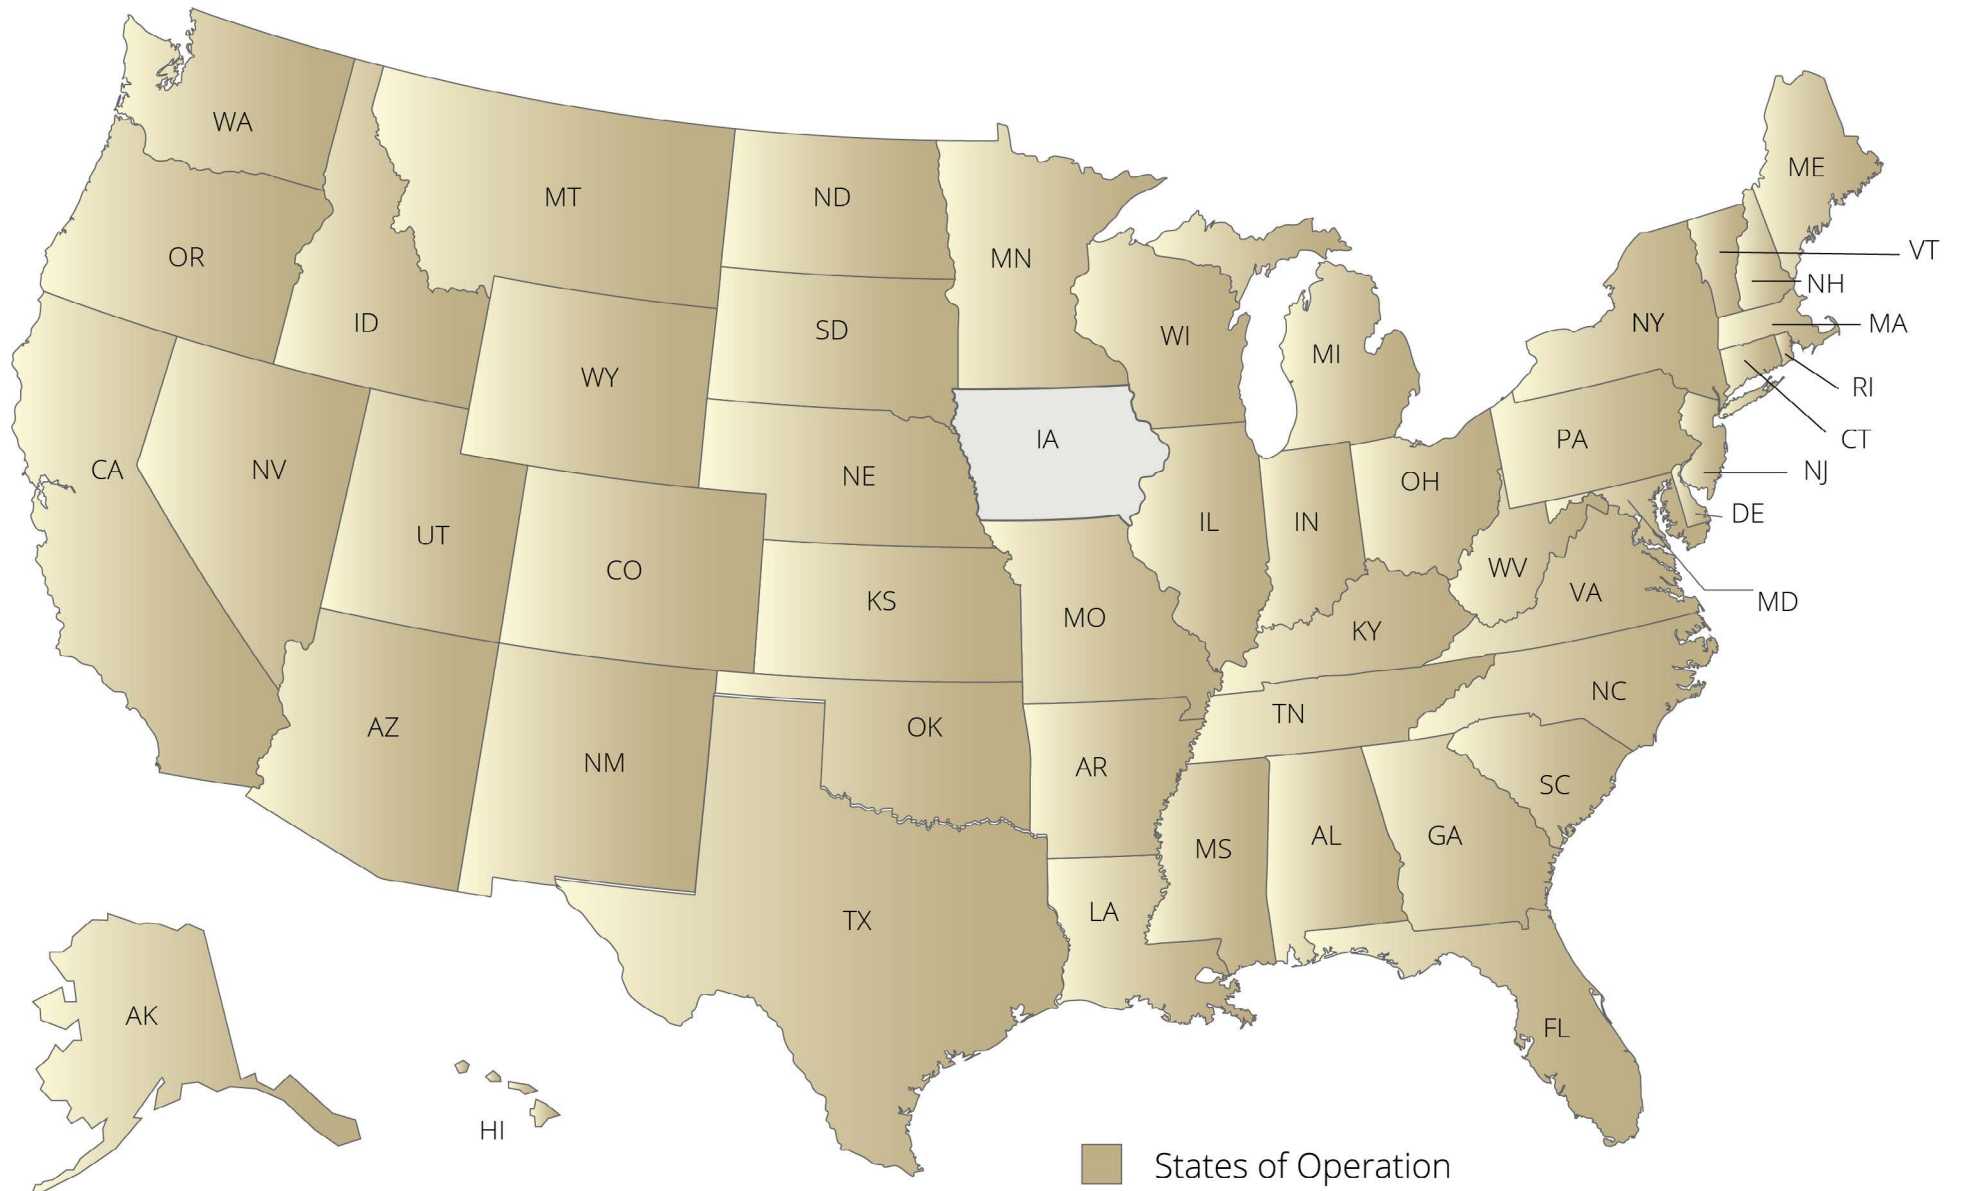 WA
MT
ND
MN
ME
OR
ID
SD
WI
MI
NY
VT
NH
MA
RI
CT
WY
IA
PA
NJ
CA
NV
NE
OH
DE
UT
CO
IL
IN
WV
VA
MD
KS
MO
KY
AZ
NM
OK
AR
TN
NC
SC
MS
AL
GA
LA
TX
AK
FL
HI
States of Operation